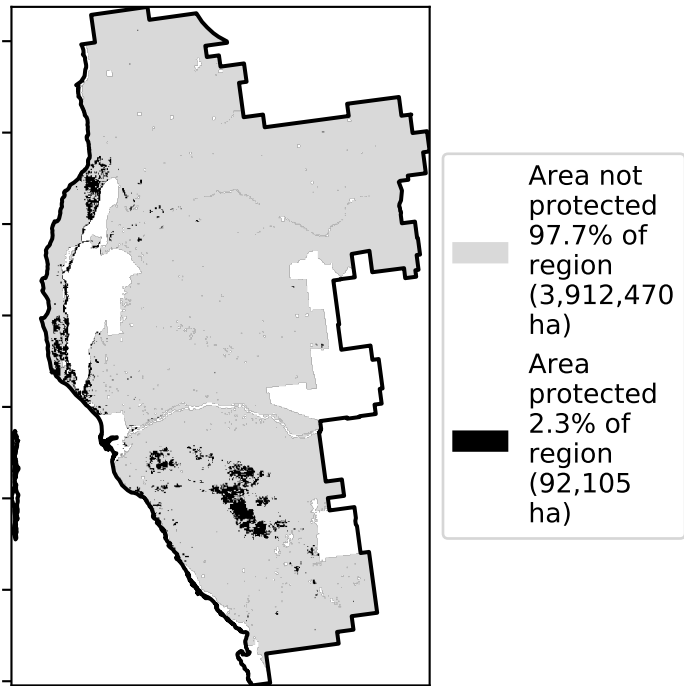 Area not
protected
97.7% of
region
(3,912,470
ha)
Area
protected
2.3% of
region
(92,105
ha)